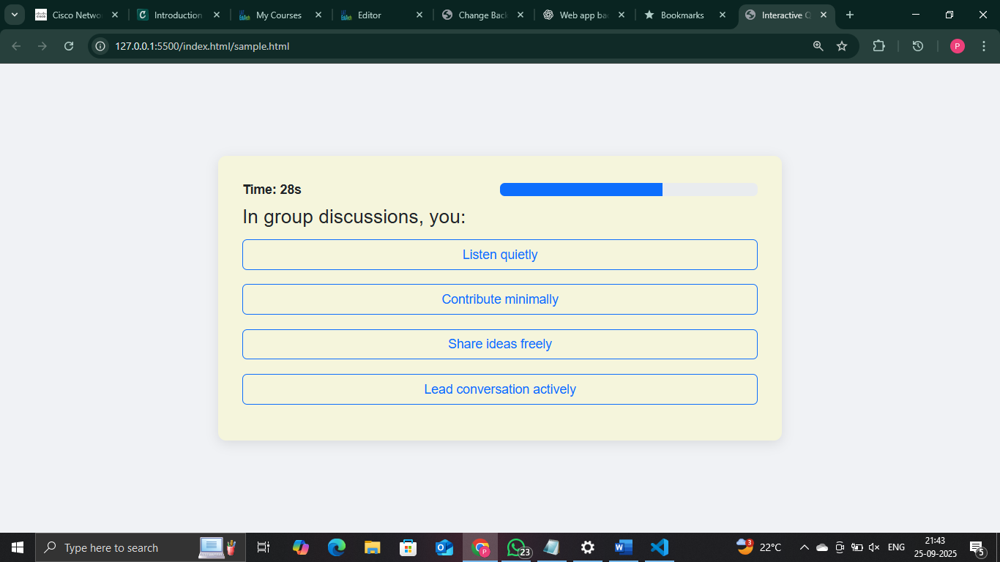 Cisco Netwo
Introduction
My Courses
Editor
Change Back
Web app ba
Bookmarks
Interactive Q
127.0.0.1:5500/index.html/sample.html
P
Time: 28s
In group discussions, you:
Listen quietly
Contribute minimally
Share ideas freely
Lead conversation actively
Type here to search
P
23
3
22°C
ENG
21:43
25-09-2025
5